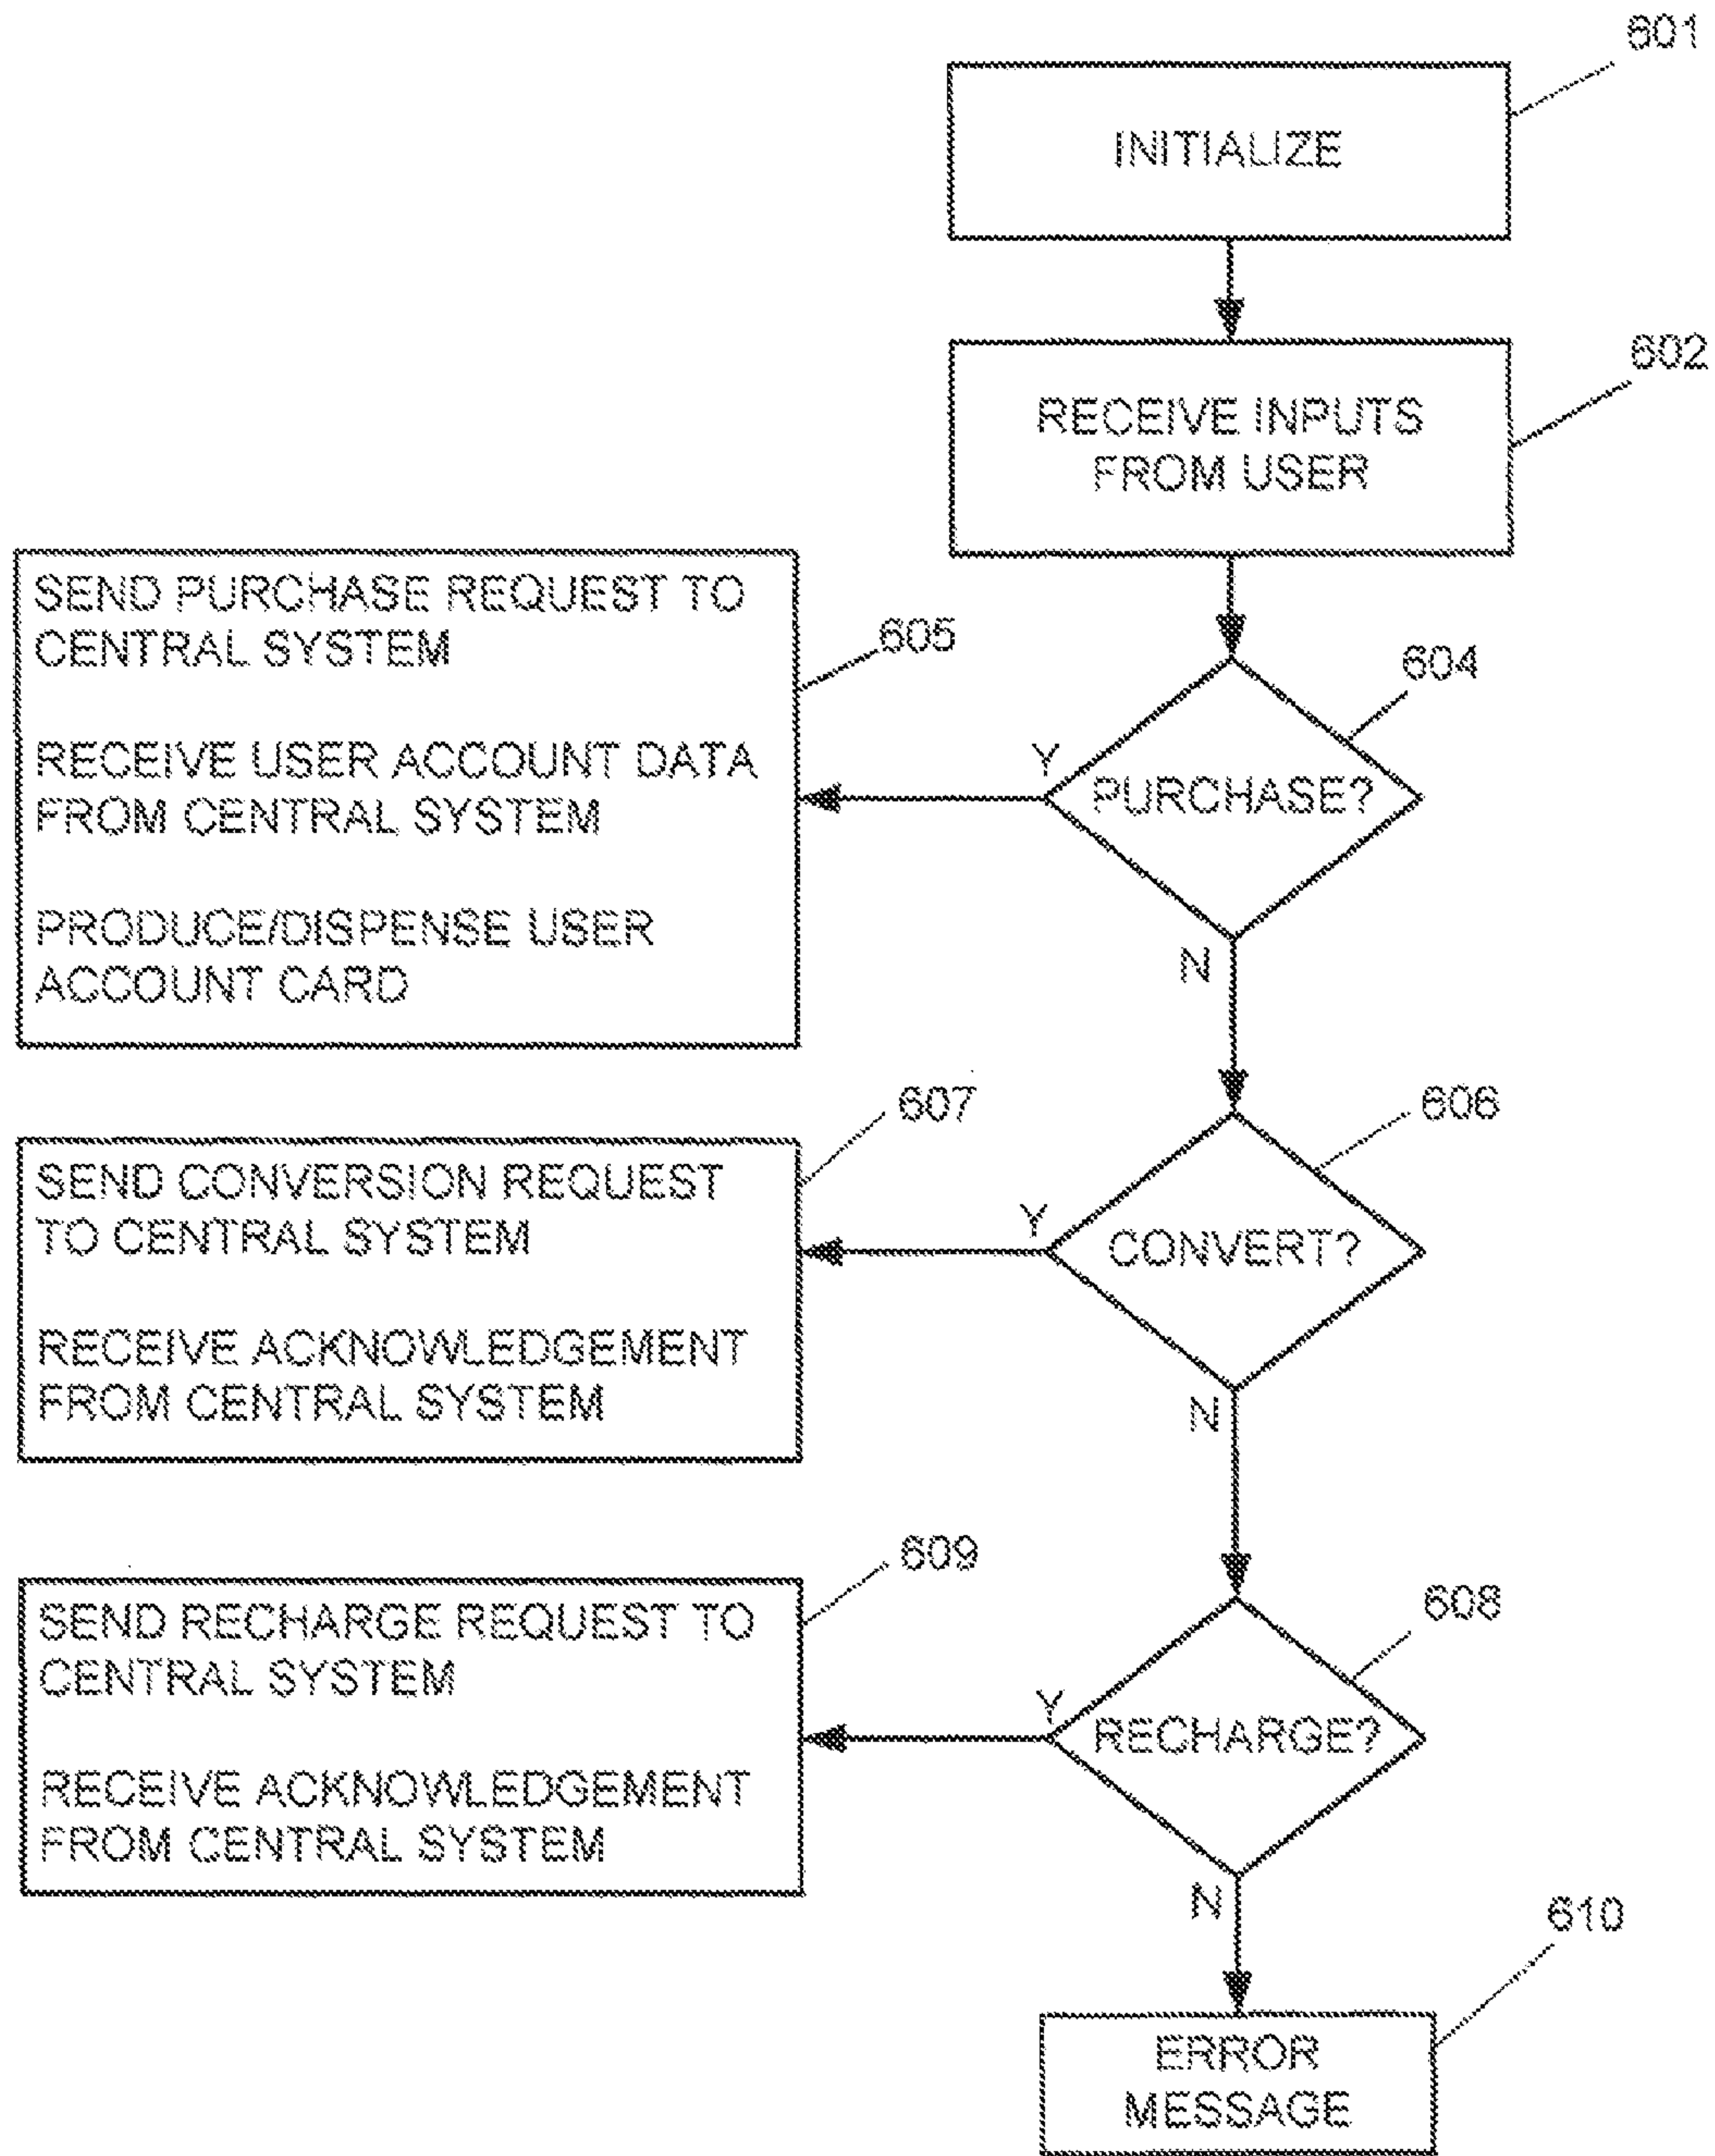 601
INITIALIZE
602
RECEIVE INPUTS
FROM USER
SEND PURCHASE REQUEST TO
CENTRAL SYSTEM
RECEIVE USER ACCOUNT DATA
FROM CENTRAL SYSTEM
PRODUCE/DISPENSE USER
ACCOUNT CARD
605
604
Y
PURCHASE?
N
607
SEND CONVERSION REQUEST
TO CENTRAL SYSTEM
RECEIVE ACKNOWLEDGEMENT
FROM CENTRAL SYSTEM
606
Y
CONVERT?
N
609
SEND RECHARGE REQUEST TO
CENTRAL SYSTEM
RECEIVE ACKNOWLEDGEMENT
FROM CENTRAL SYSTEM
608
Y
RECHARGE?
N
610
ERROR
MESSAGE